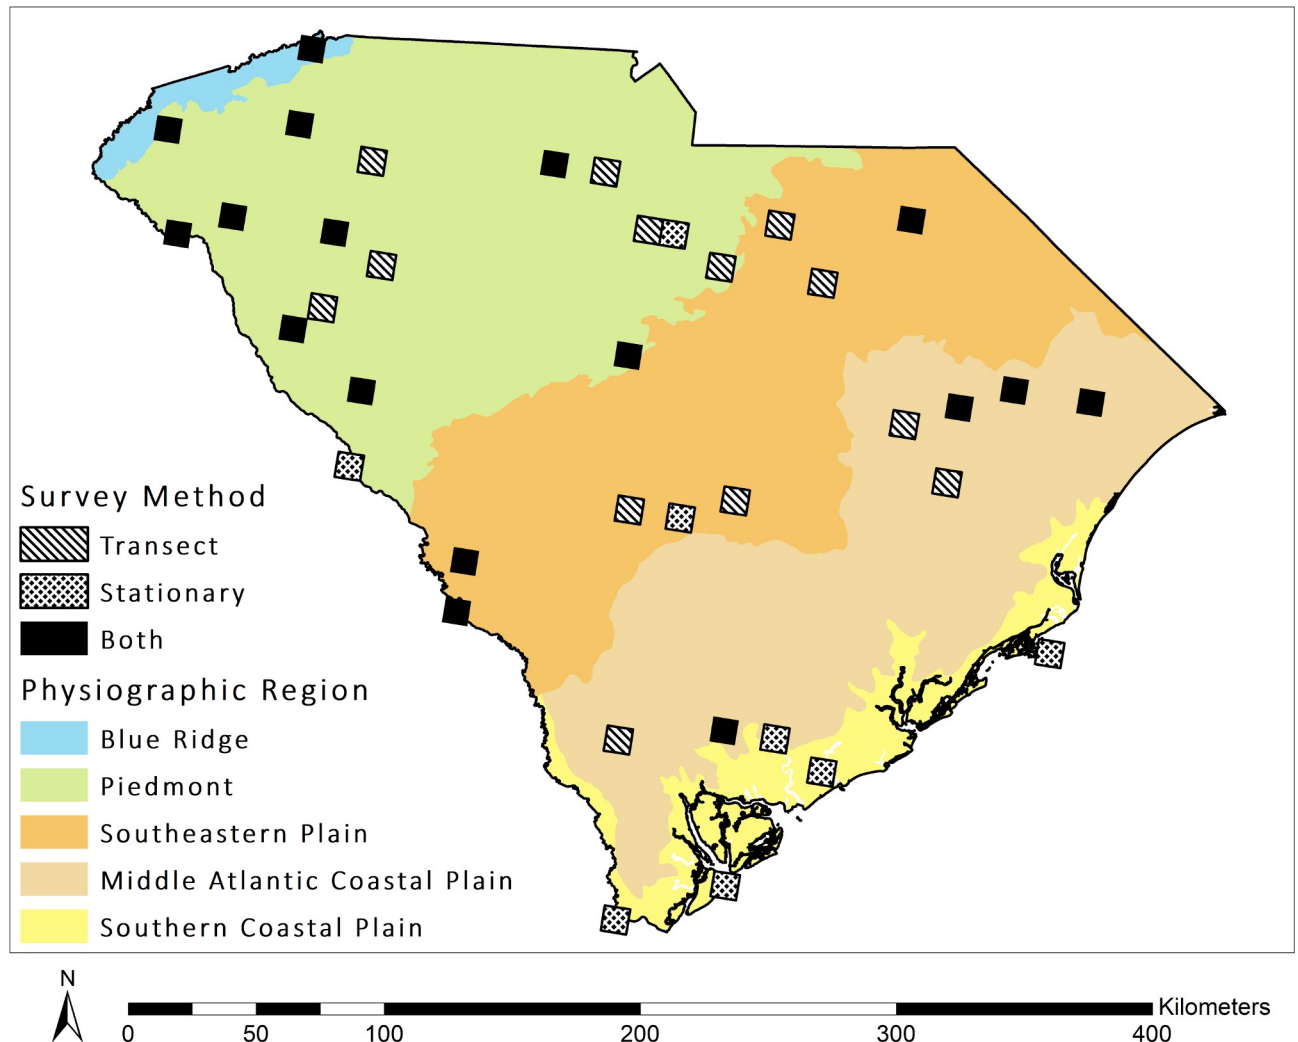 Survey Method
Transect
Stationary
Both
Physiographic Region
Blue Ridge
Piedmont
Southeastern Plain
Middle Atlantic Coastal Plain
Southern Coastal Plain
N
Kilometers
0 50 100 200 300 400